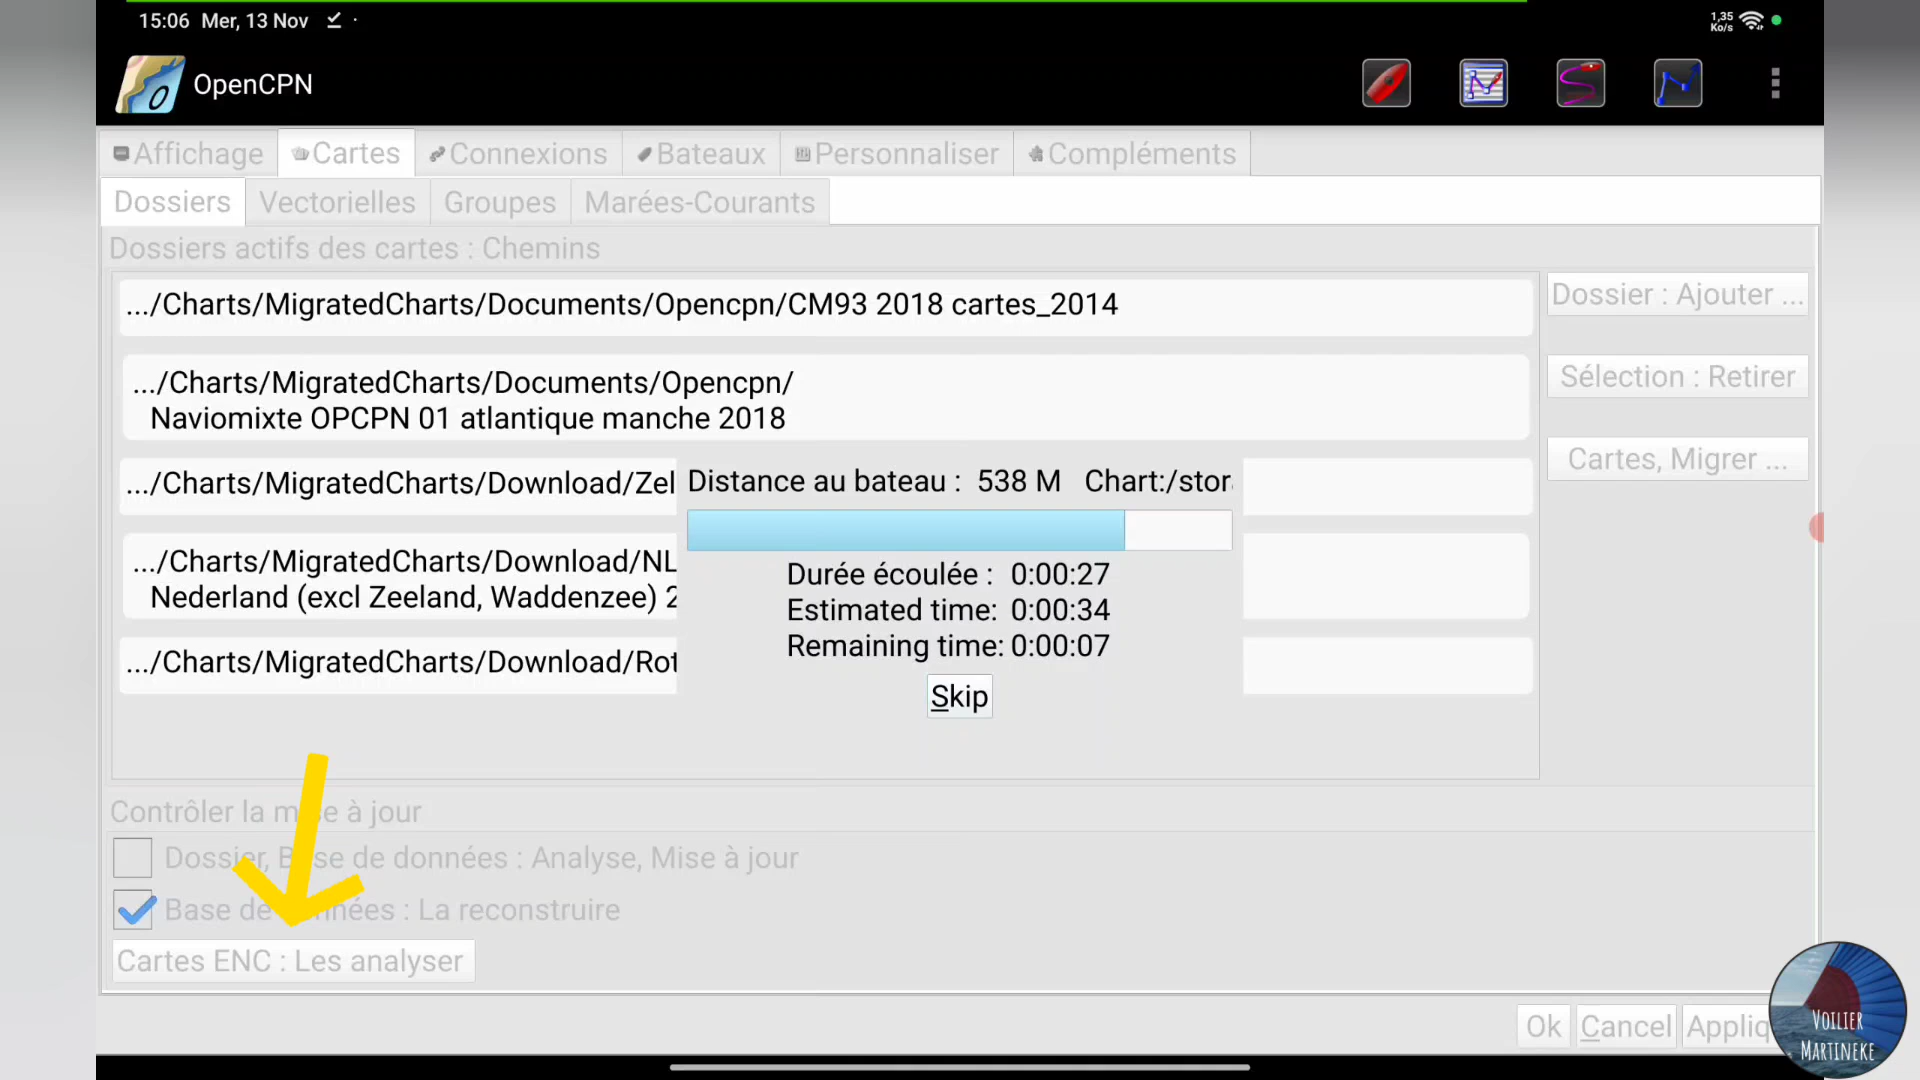 15:06 Mer, 13 Nov
1,35
Ko/s
OpenCPN
Affichage Cartes Connexions Bateaux Personnaliser Compléments
Dossiers Vectorielles Groupes Marées-Courants
Dossiers actifs des cartes : Chemins
.../Charts/MigratedCharts/Documents/Opencpn/CM93 2018 cartes_2014
Dossier : Ajouter ...
.../Charts/MigratedCharts/Documents/Opencpn/
Naviomixte OPCPN 01 atlantique manche 2018
Sélection : Retirer
Cartes, Migrer ...
.../Charts/MigratedCharts/Download/Zel
Distance au bateau : 538 M Chart:/stor
.../Charts/MigratedCharts/Download/NL
Nederland (excl Zeeland, Waddenzee) 2
Durée écoulée : 0:00:27
Estimated time: 0:00:34
Remaining time: 0:00:07
.../Charts/MigratedCharts/Download/Rot
Skip
Contrôler la mise à jour
Dossier, Base de données : Analyse, Mise à jour
Base de données : La reconstruire
Cartes ENC : Les analyser
Ok Cancel Appliq
VOILIER
MARTINEKE